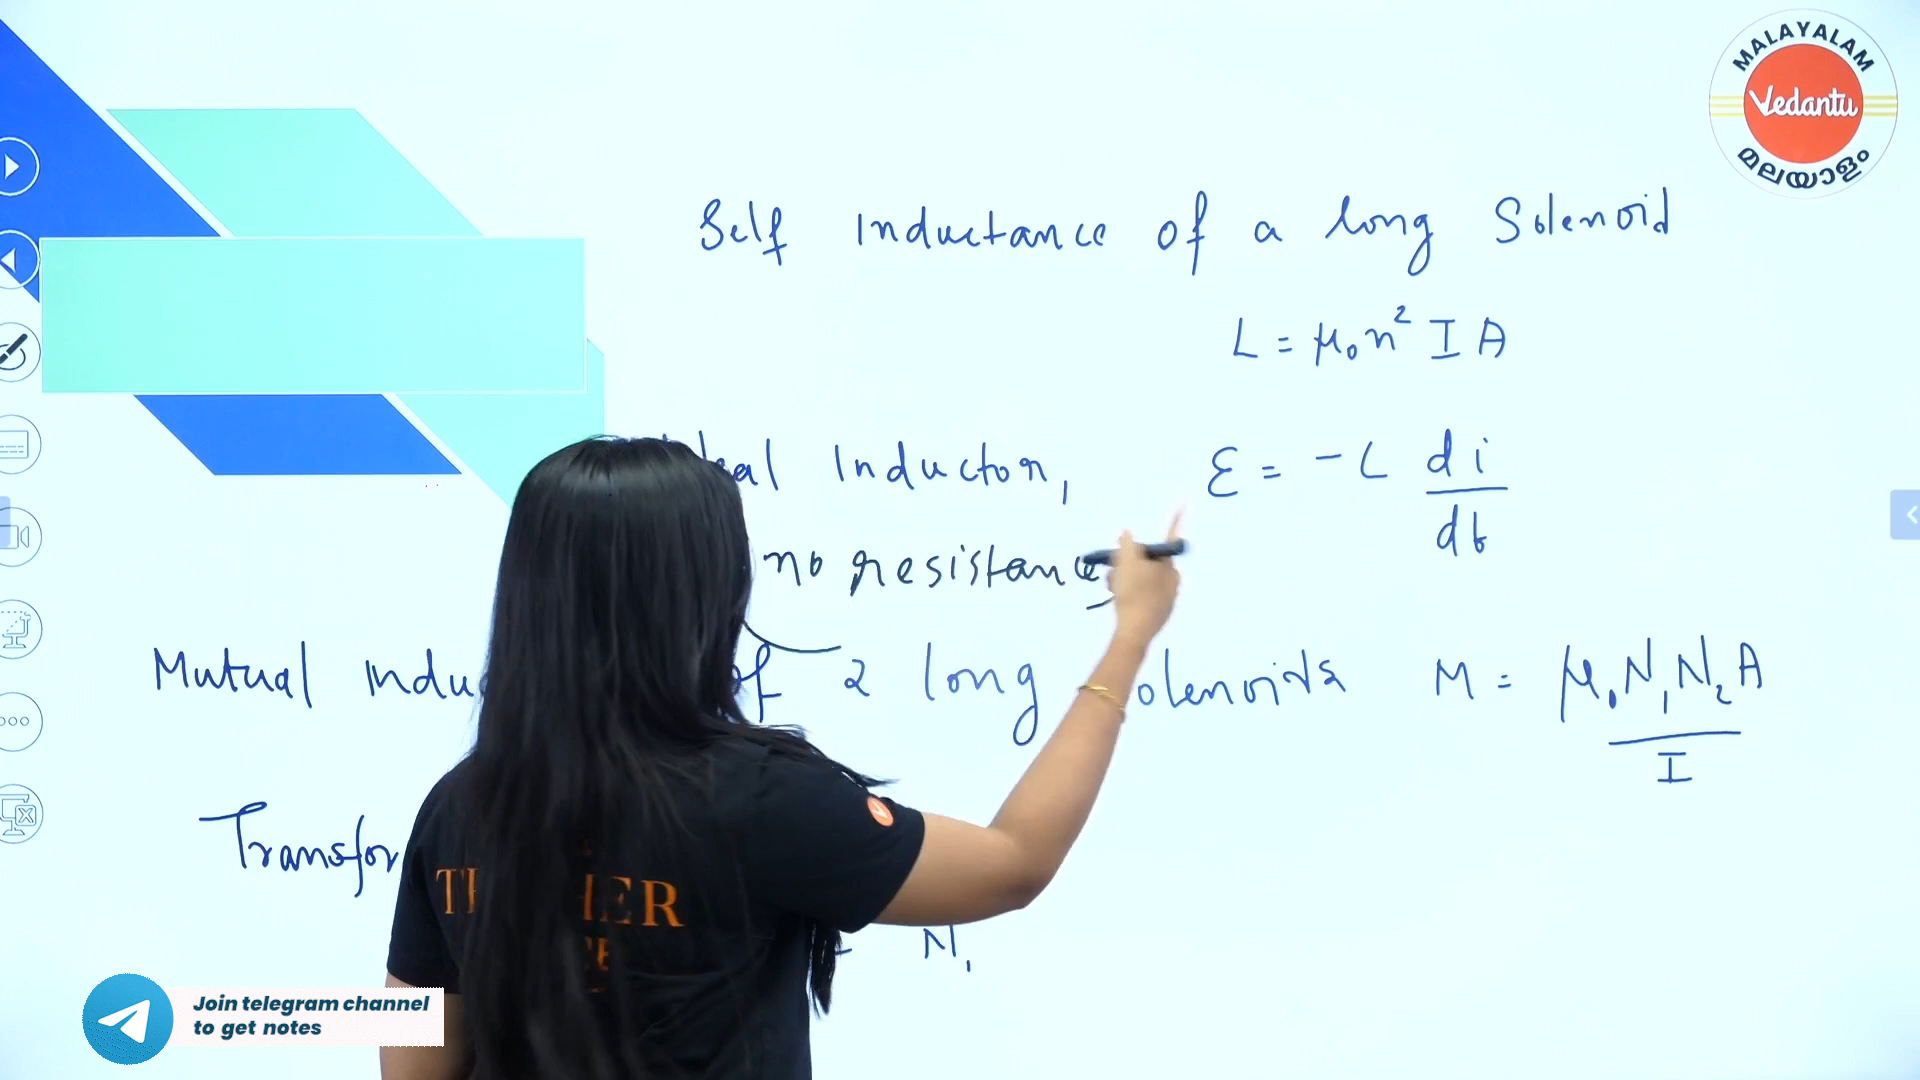 MALAYALAM
Vedantu
മലയാളം
Self Inductance of a long Solenoid
L = μ₀n² I A
Inductor, ℰ = -L di
dt
no resistance
Mutual of 2 long M = μ₀N₁N₂A
I
N₁
Join telegram channel
to get notes